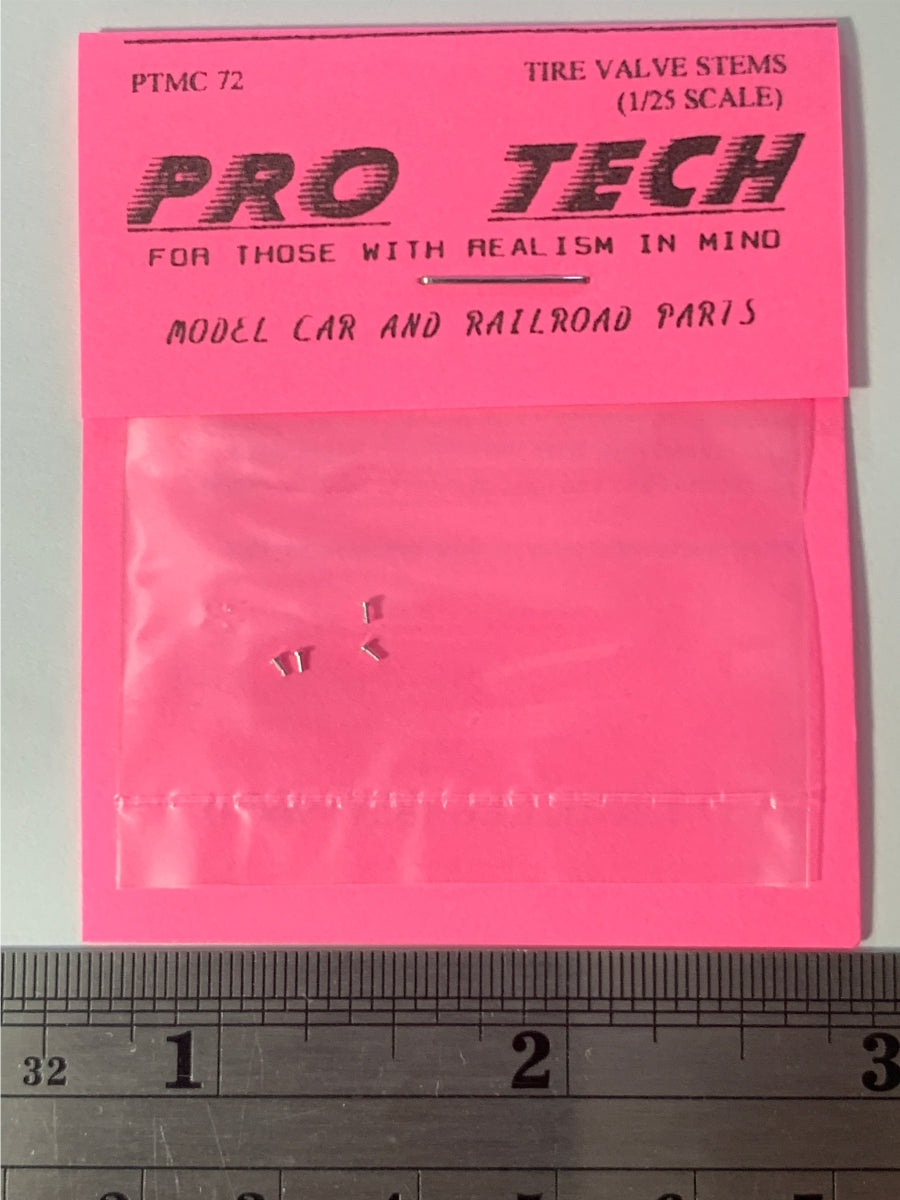 PTMC 72
TIRE VALVE STEMS
(1/25 SCALE)
PRO TECH
FOR THOSE WITH REALISM IN MIND
MODEL CAR AND RAILROAD PARTS
32 1 2 3